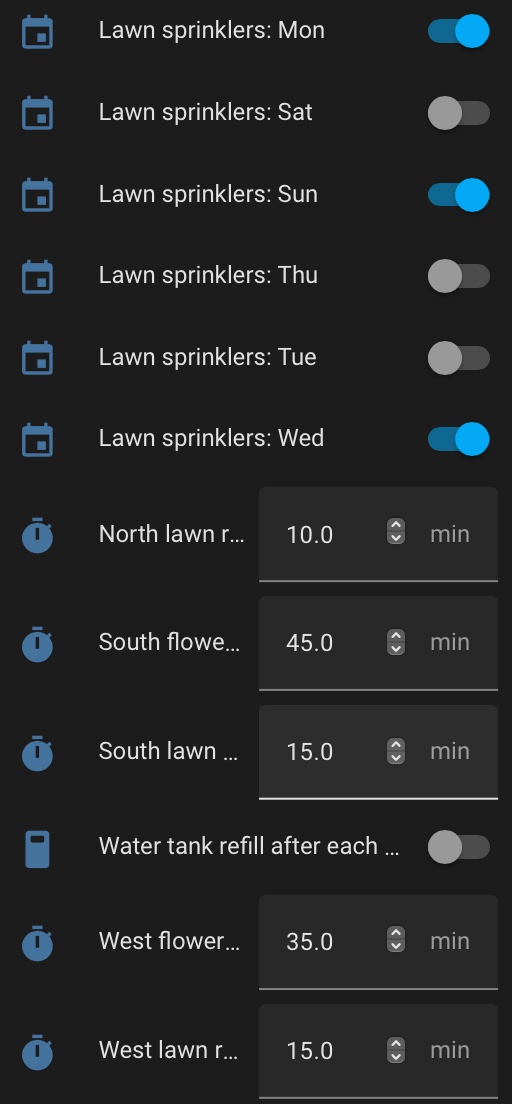 Lawn sprinklers: Mon
Lawn sprinklers: Sat
Lawn sprinklers: Sun
Lawn sprinklers: Thu
Lawn sprinklers: Tue
Lawn sprinklers: Wed
North lawn r... 10.0 min
South flowe... 45.0 min
South lawn ... 15.0 min
Water tank refill after each ...
West flower... 35.0 min
West lawn r... 15.0 min